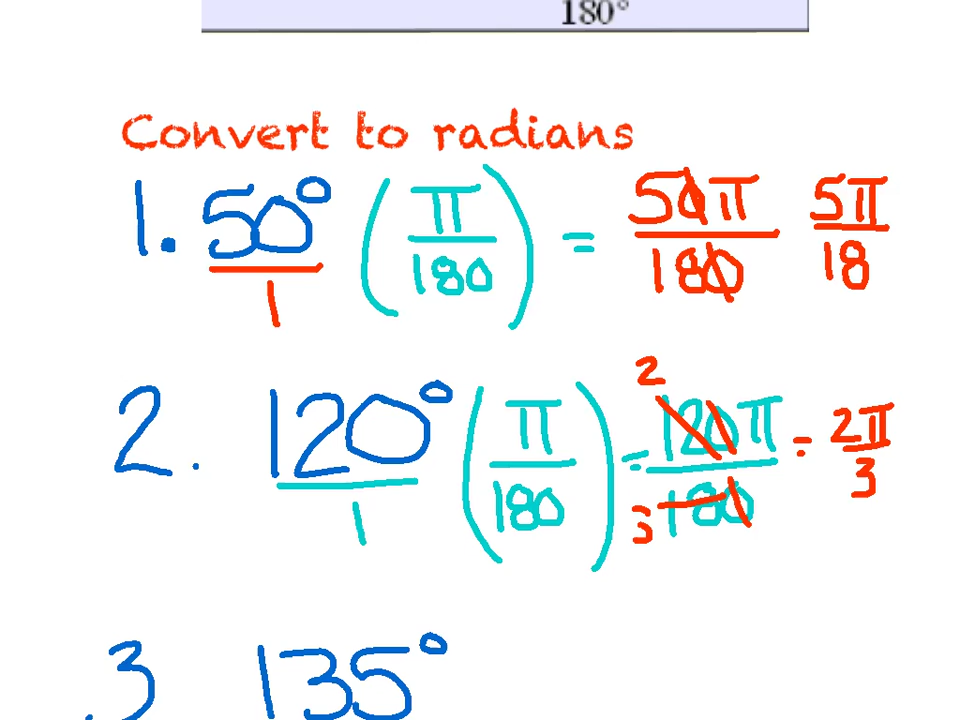 180°
Convert to radians
1. 50°/1 (π/180) = 50π/180 5π/18
2. 120°/1 (π/180) = 2 120π/180 3 = 2π/3
3 135°